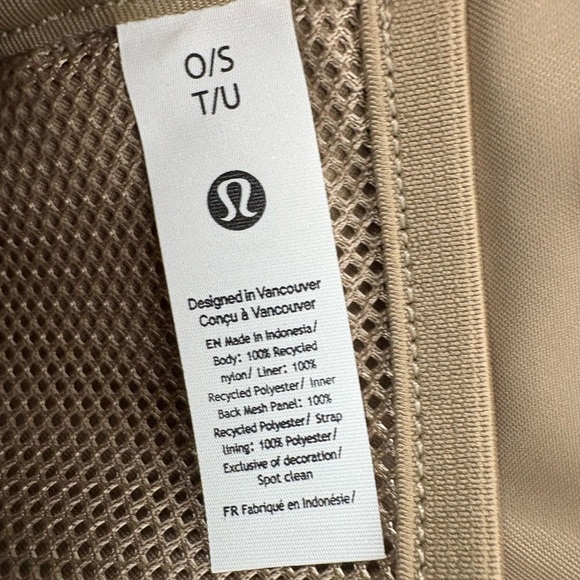 O/S
T/U
Designed in Vancouver
Conçu à Vancouver
EN Made in Indonesia/
Body: 100% Recycled
nylon/ Liner: 100%
Recycled Polyester/ Inner
Back Mesh Panel: 100%
Recycled Polyester/ Strap
lining: 100% Polyester/
Exclusive of decoration/
Spot clean
FR Fabriqué en Indonésie/